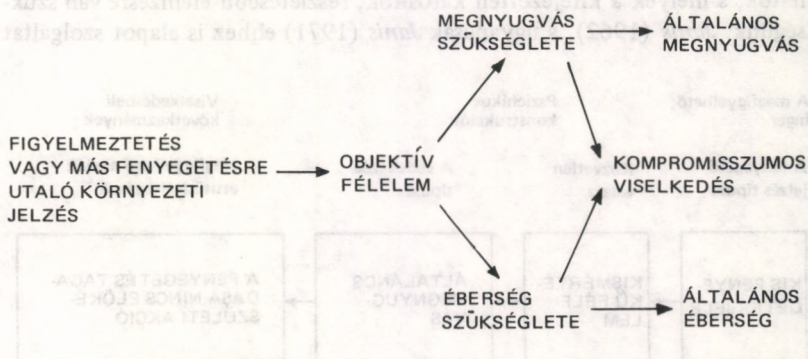 MEGNYUGVÁS
SZÜKSÉGLETE
ÁLTALÁNOS
MEGNYUGVÁS
FIGYELMEZTETÉS
VAGY MÁS FENYEGETÉSRE
UTALÓ KÖRNYEZETI
JELZÉS
OBJEKTÍV
FÉLELEM
KOMPROMISSZUMOS
VISELKEDÉS
ÉBERSÉG
SZÜKSÉGLETE
ÁLTALÁNOS
ÉBERSÉG